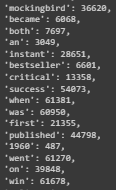 'mockingbird': 36620,
'became': 6068,
'both': 7697,
'an': 3049,
'instant': 28651,
'bestseller': 6601,
'critical': 13358,
'success': 54073,
'when': 61381,
'was': 60950,
'first': 21355,
'published': 44798,
'1960': 487,
'went': 61270,
'on': 39848,
'win': 61678,